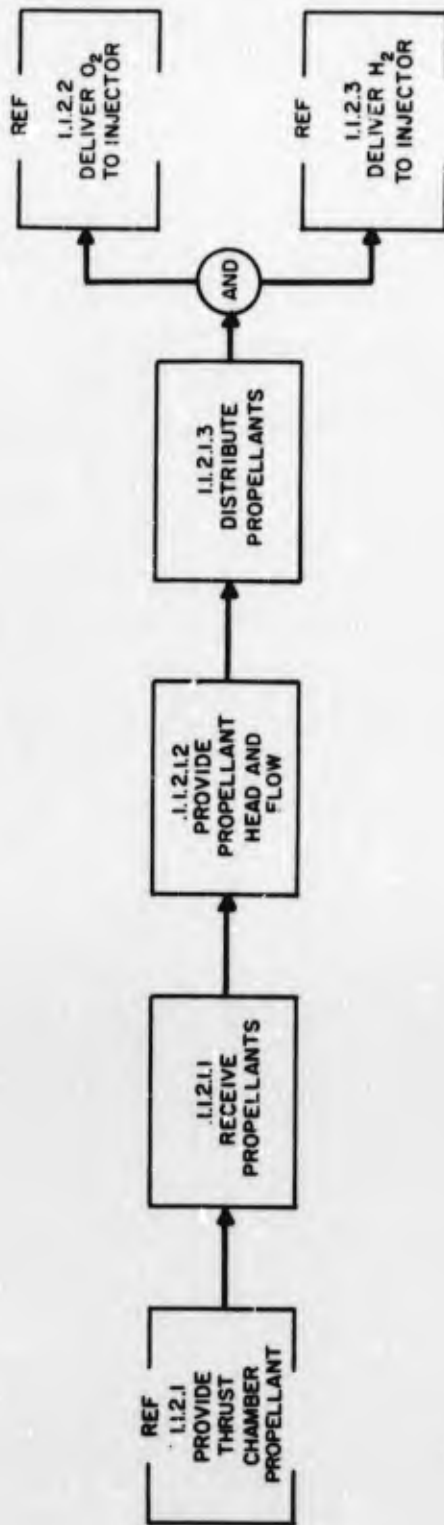 REF
1.1.2.1
PROVIDE
THRUST
CHAMBER
PROPELLANT
.1.1.2.1.1
RECEIVE
PROPELLANTS
.1.1.2.1.2
PROVIDE
PROPELLANT
HEAD AND
FLOW
1.1.2.1.3
DISTRIBUTE
PROPELLANTS
AND
REF
1.1.2.2
DELIVER O₂
TO INJECTOR
REF
1.1.2.3
DELIVER H₂
TO INJECTOR